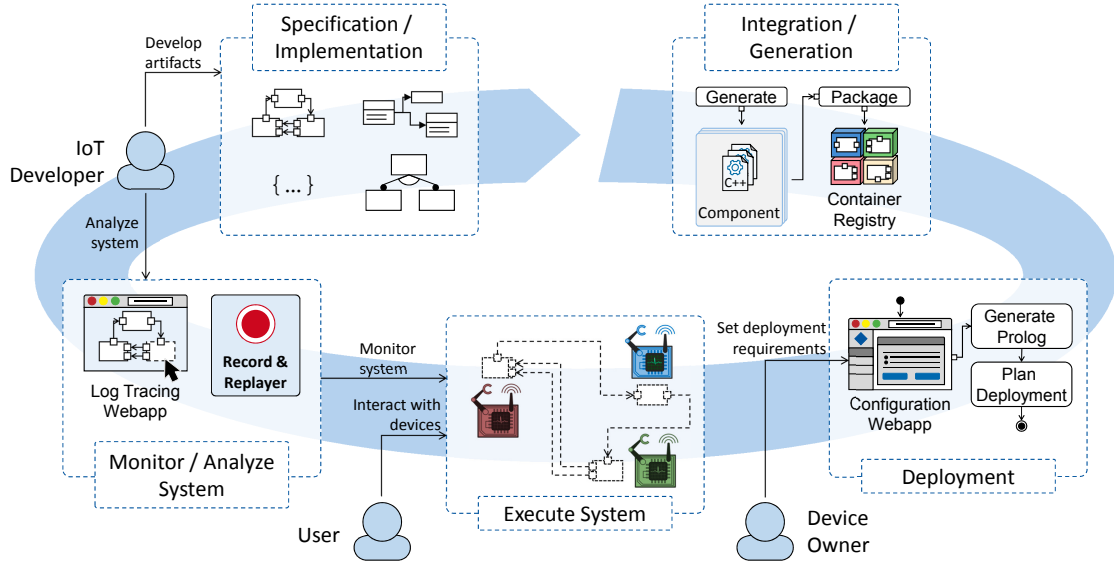 Specification /
Implementation
Integration /
Generation
Develop
artifacts
IoT
Developer
Analyze
system
{ ... }
Generate
Package
C++
Component
Container
Registry
Log Tracing
Webapp
Record &
Replayer
Monitor / Analyze
System
Monitor
system
Interact with
devices
User
Execute System
Set deployment
requirements
Configuration
Webapp
Generate
Prolog
Plan
Deployment
Deployment
Device
Owner